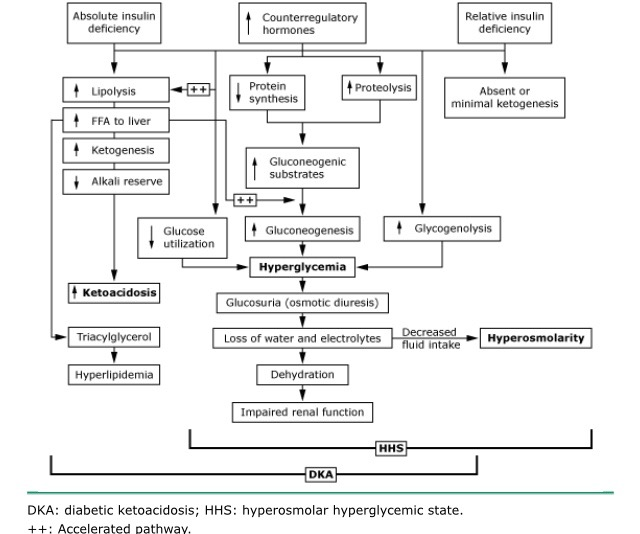 Absolute insulin
deficiency
Counterregulatory
hormones
Relative insulin
deficiency
Lipolysis
++
Protein
synthesis
Proteolysis
Absent or
minimal ketogenesis
FFA to liver
Ketogenesis
Alkali reserve
Gluconeogenic
substrates
++
Glucose
utilization
Gluconeogenesis
Glycogenolysis
Hyperglycemia
Ketoacidosis
Glucosuria (osmotic diuresis)
Triacylglycerol
Loss of water and electrolytes
Decreased
fluid intake
Hyperosmolarity
Hyperlipidemia
Dehydration
Impaired renal function
HHS
DKA
DKA: diabetic ketoacidosis; HHS: hyperosmolar hyperglycemic state.
++: Accelerated pathway.